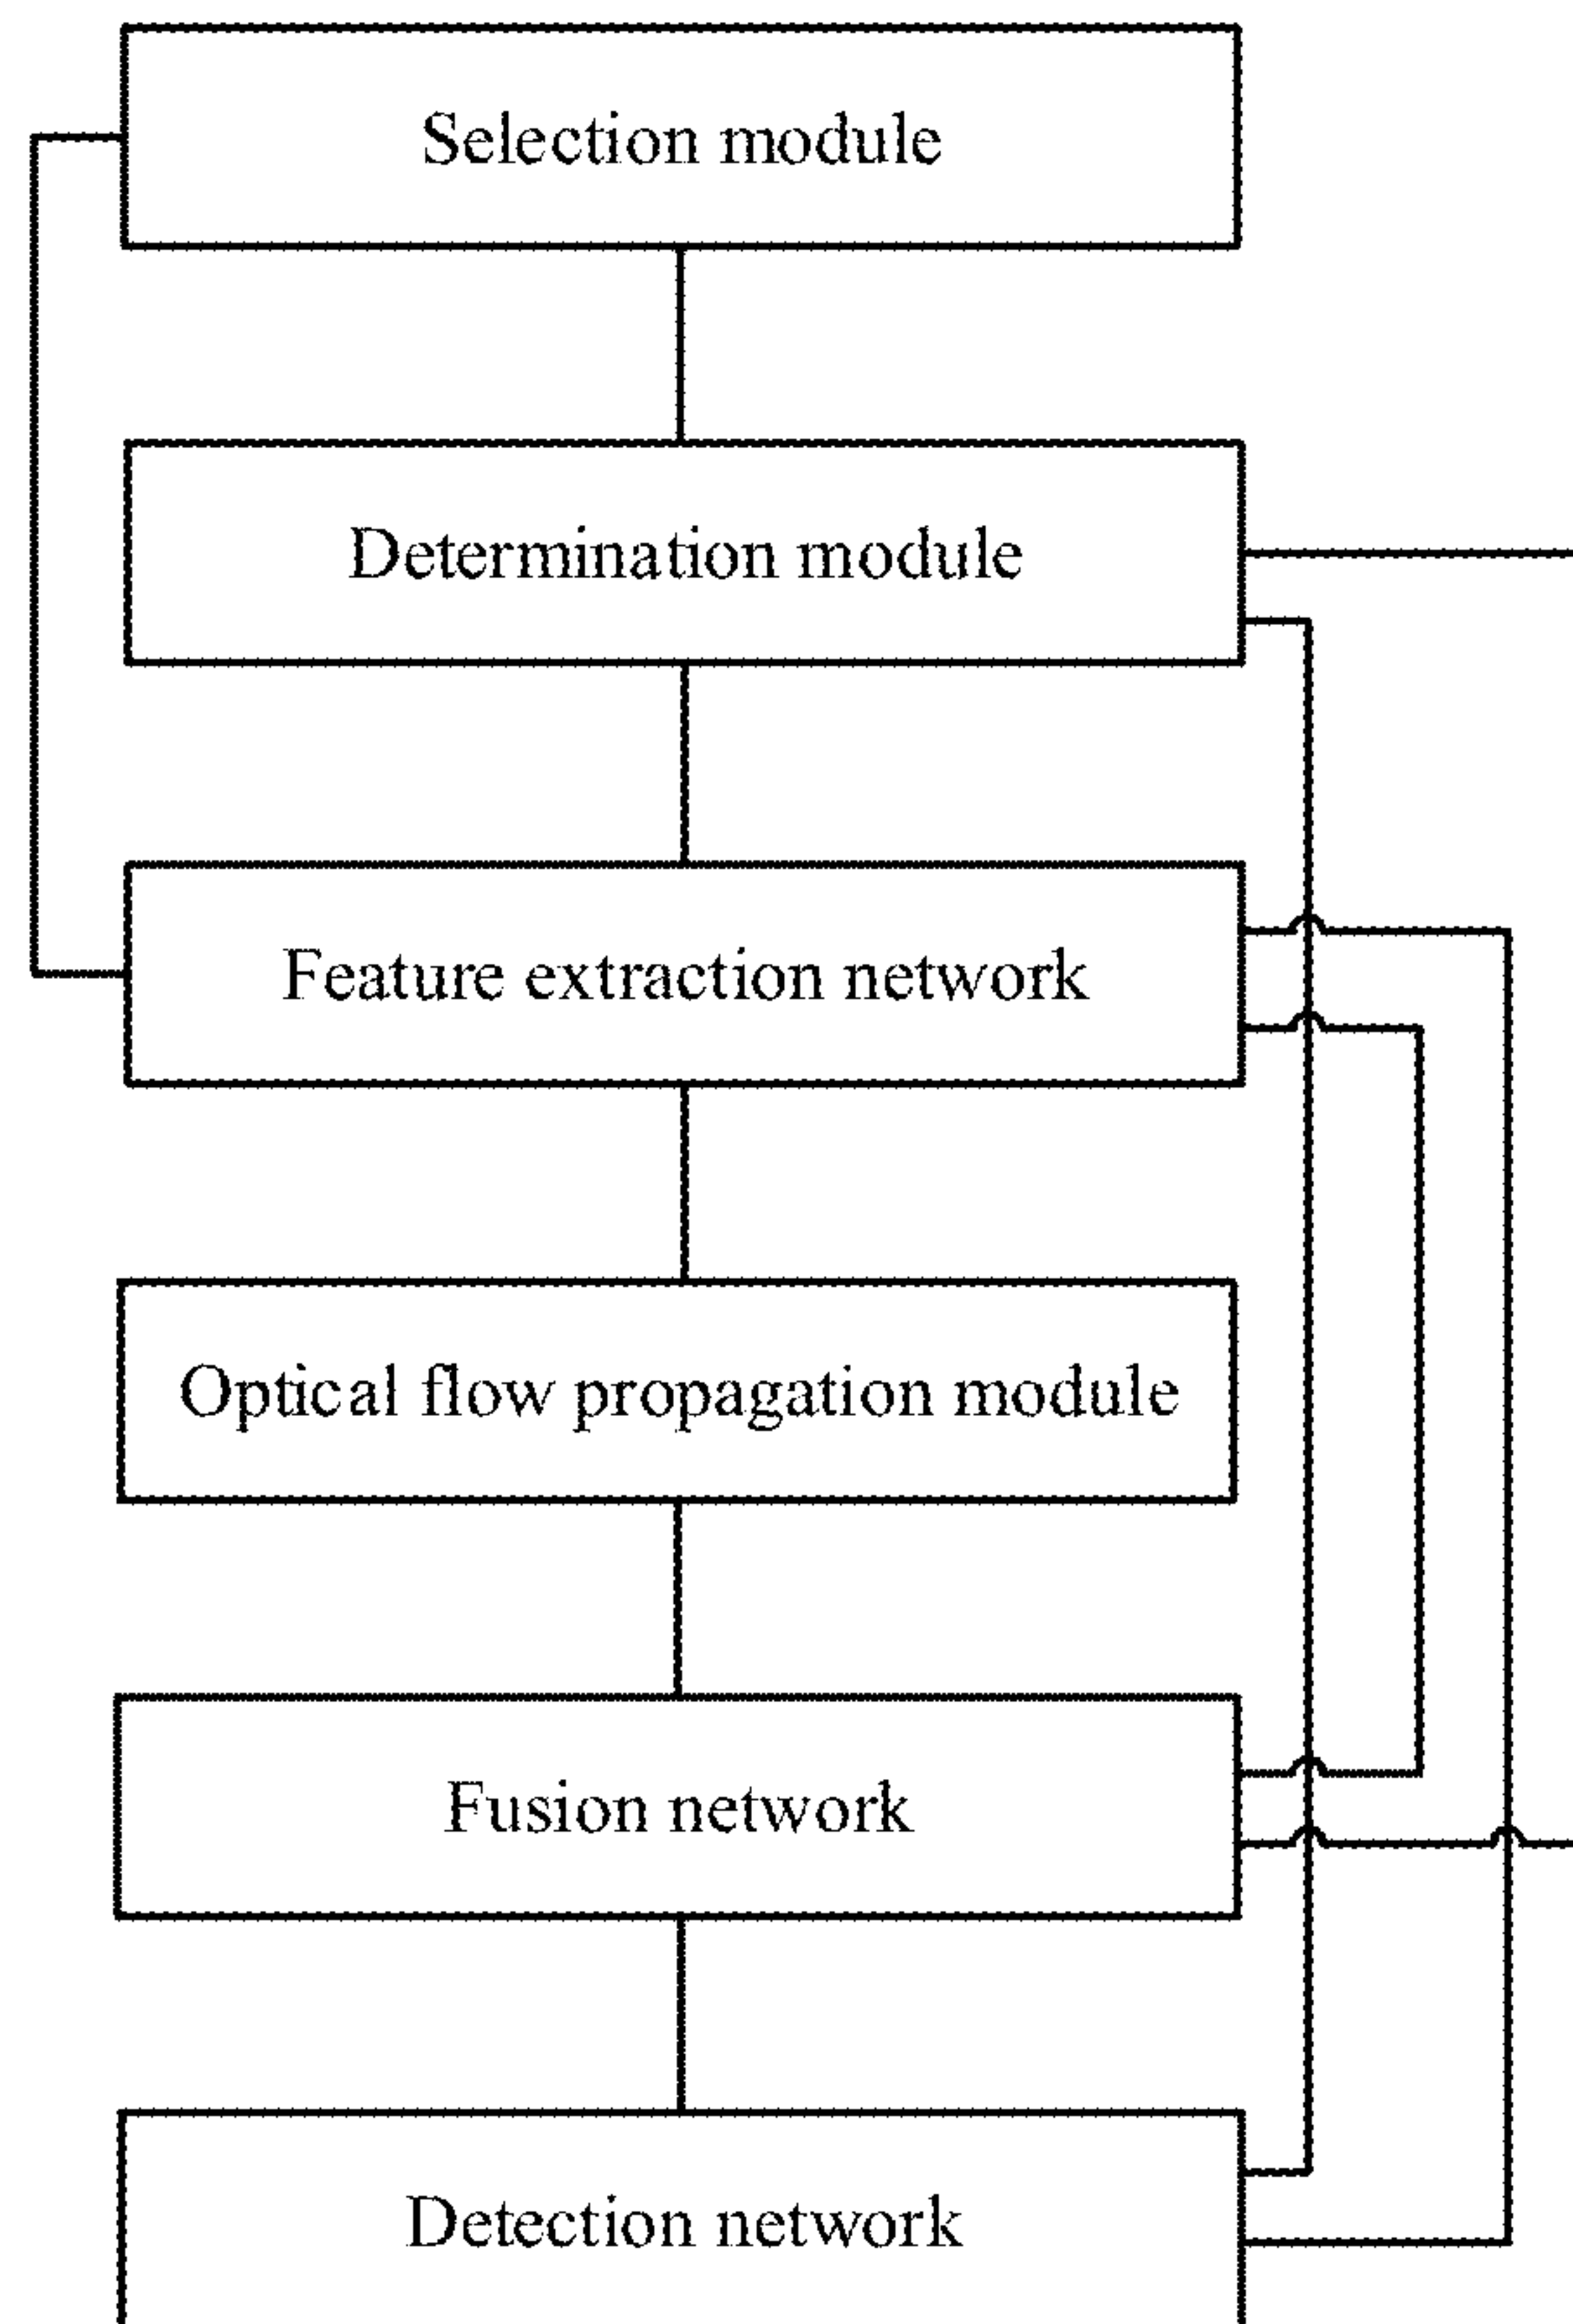 Selection module
Determination module
Feature extraction network
Optical flow propagation module
Fusion network
Detection network